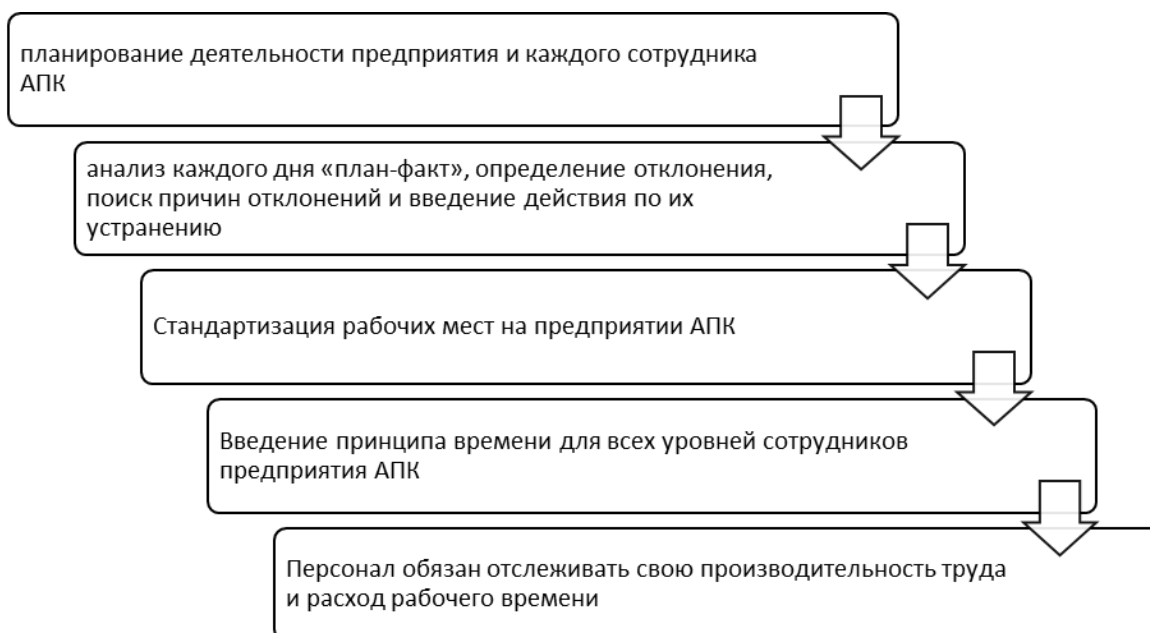 планирование деятельности предприятия и каждого сотрудника
АПК
анализ каждого дня «план-факт», определение отклонения,
поиск причин отклонений и введение действия по их
устранению
Стандартизация рабочих мест на предприятии АПК
Введение принципа времени для всех уровней сотрудников
предприятия АПК
Персонал обязан отслеживать свою производительность труда
и расход рабочего времени